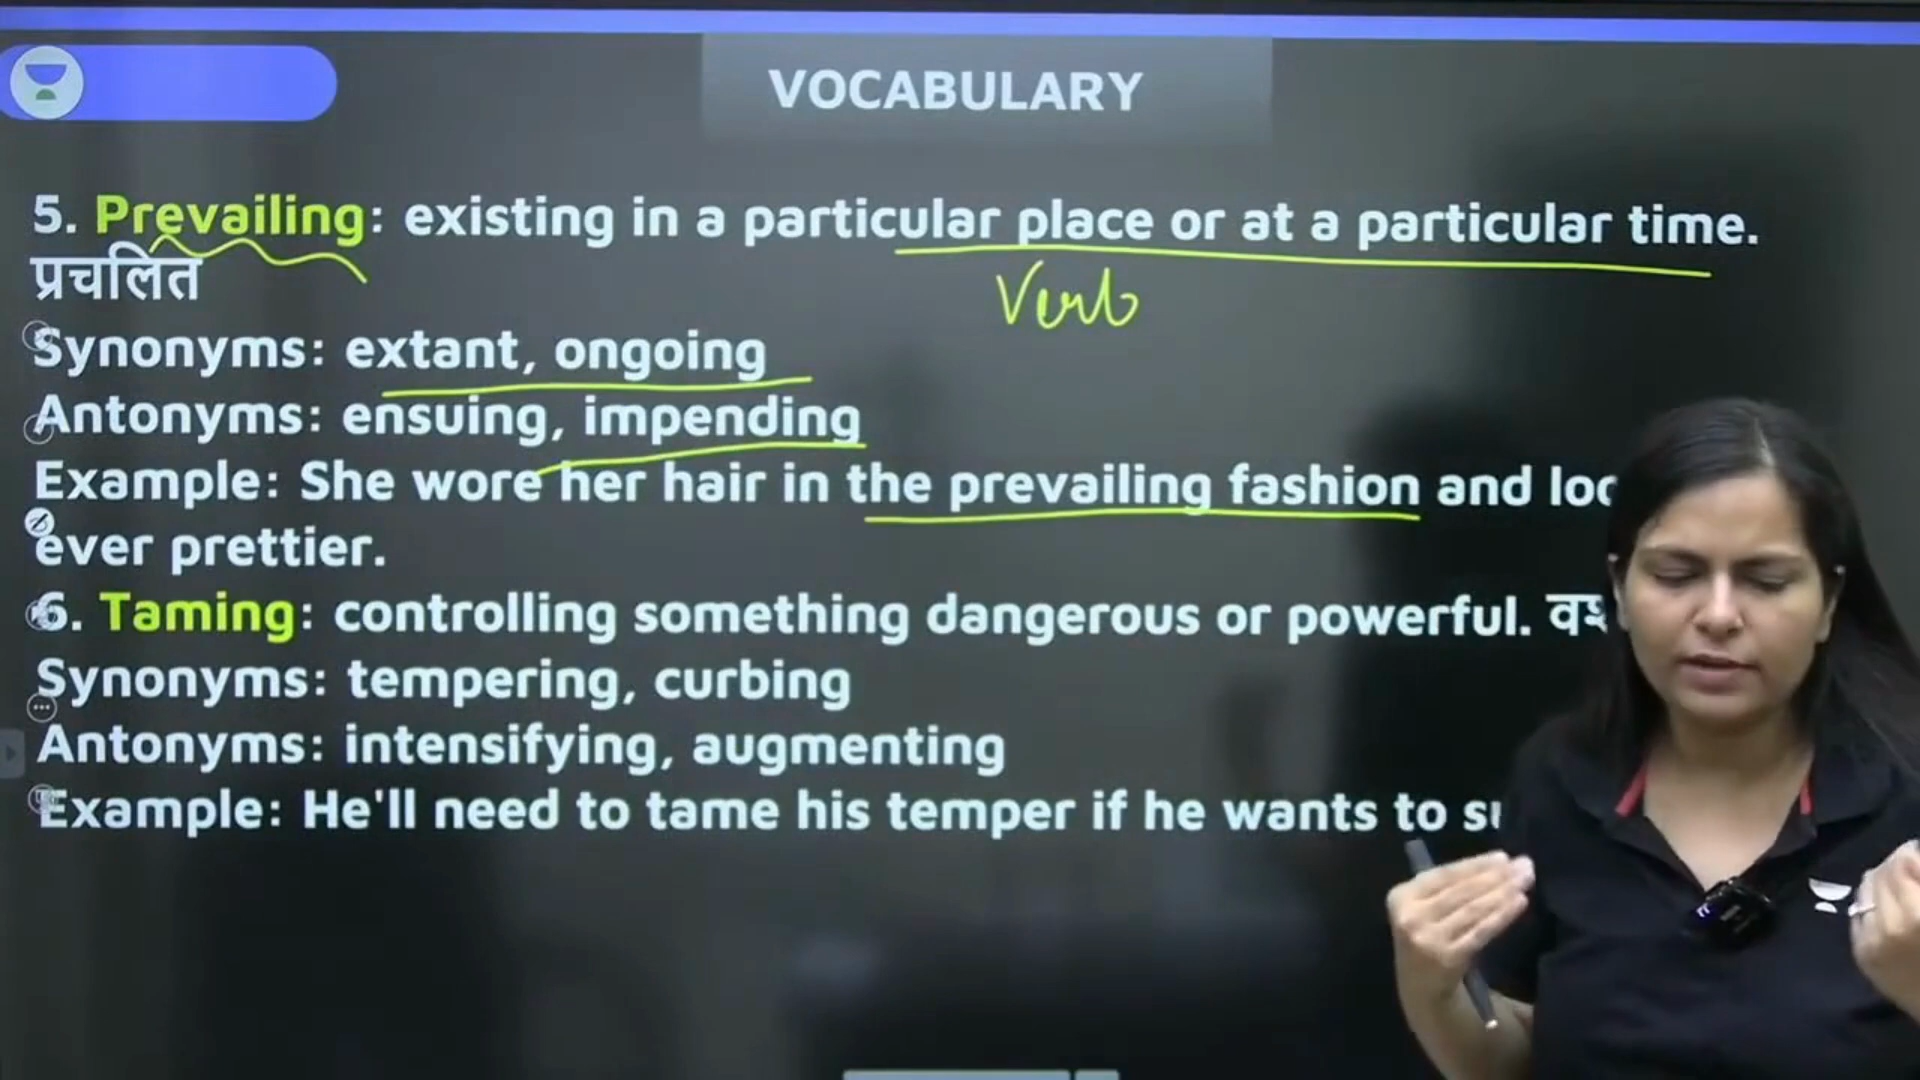 VOCABULARY
5. Prevailing: existing in a particular place or at a particular time.
प्रचलित
Verb
Synonyms: extant, ongoing
Antonyms: ensuing, impending
Example: She wore her hair in the prevailing fashion and
ever prettier.
6. Taming: controlling something dangerous or powerful.
Synonyms: tempering, curbing
Antonyms: intensifying, augmenting
Example: He'll need to tame his temper if he wants to